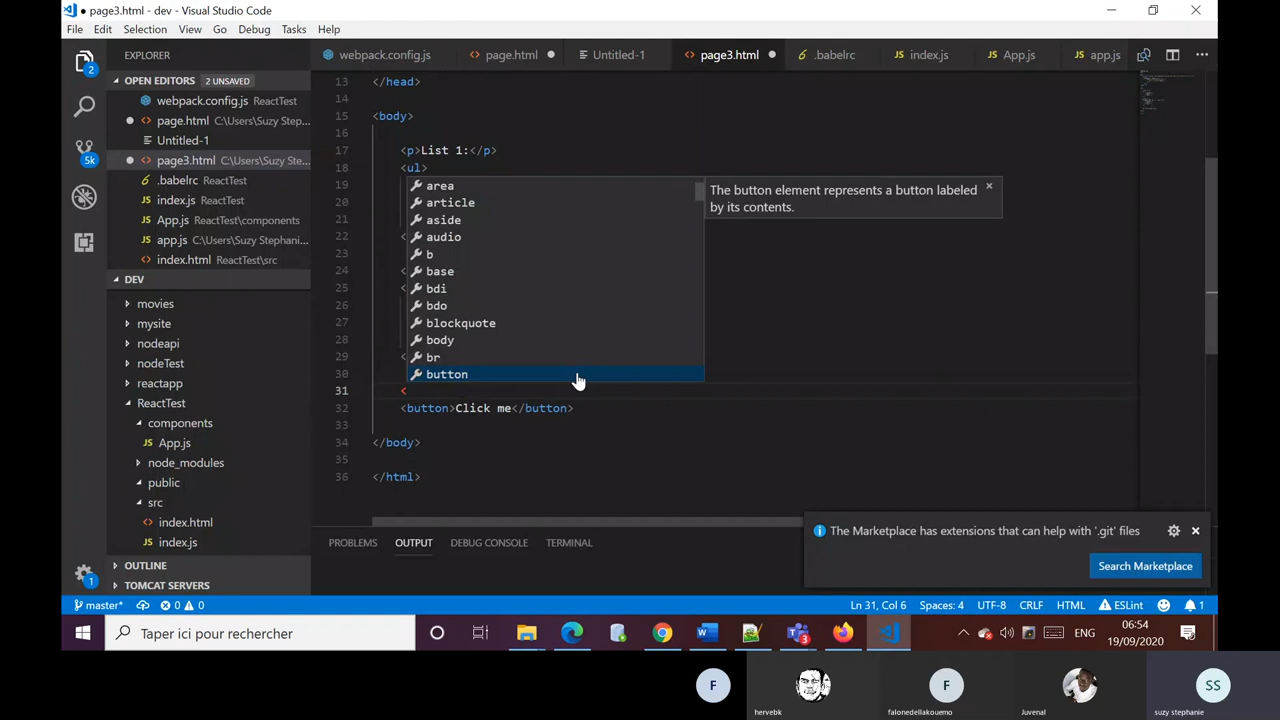 page3.html - dev - Visual Studio Code
File Edit Selection View Go Debug Tasks Help
EXPLORER
webpack.config.js page.html Untitled-1 page3.html .babelrc index.js App.js app.js
OPEN EDITORS 2 UNSAVED
webpack.config.js ReactTest
page.html C:\Users\Suzy Step...
Untitled-1
page3.html C:\Users\Suzy Ste...
.babelrc ReactTest
index.js ReactTest
App.js ReactTest\components
app.js C:\Users\Suzy Stephani...
index.html ReactTest\src
DEV
movies
mysite
nodeapi
nodeTest
reactapp
ReactTest
components
App.js
node_modules
public
src
index.html
index.js
OUTLINE
TOMCAT SERVERS
2
5k
1
13 </head>
14
15 <body>
16
17 <p>List 1:</p>
18 <ul>
19 area
20 article
21 aside
22 < audio
23 b
24 < base
25 < bdi
26 bdo
27 blockquote
28 body
29 < br
30 button
31 <
32 <button>Click me</button>
33
34 </body>
35
36 </html>
The button element represents a button labeled
by its contents.
The Marketplace has extensions that can help with '.git' files
Search Marketplace
PROBLEMS OUTPUT DEBUG CONSOLE TERMINAL
master* 0 0 Ln 31, Col 6 Spaces: 4 UTF-8 CRLF HTML ESLint 1
Taper ici pour rechercher
3
ENG
06:54
19/09/2020
F F SS
hervebk falonedellakouemo Juvenal suzy stephanie